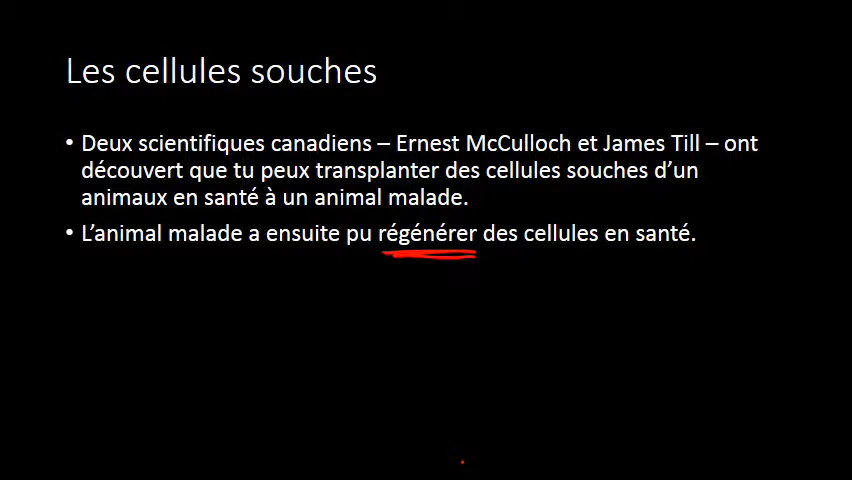 Les cellules souches
• Deux scientifiques canadiens – Ernest McCulloch et James Till – ont
découvert que tu peux transplanter des cellules souches d’un
animaux en santé à un animal malade.
• L’animal malade a ensuite pu régénérer des cellules en santé.